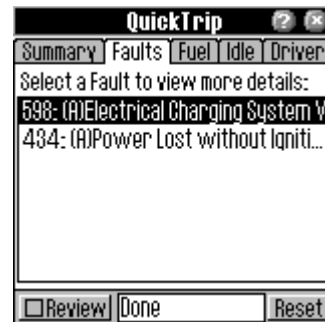 QuickTrip ? ×
Summary Faults Fuel Idle Driver
Select a Fault to view more details:
598: (A)Electrical Charging System V
434: (A)Power Lost without Igniti...
Review Done Reset